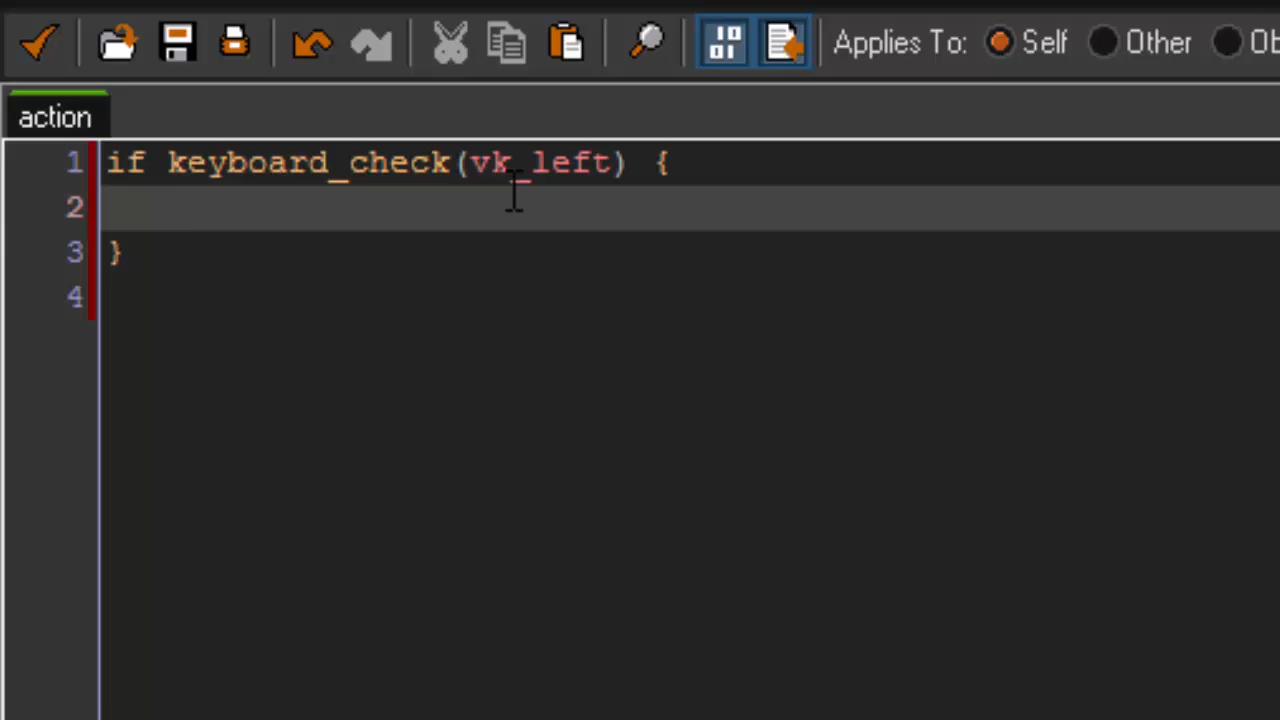 Applies To: Self Other
action
1 if keyboard_check(vk_left) {
2
3 }
4